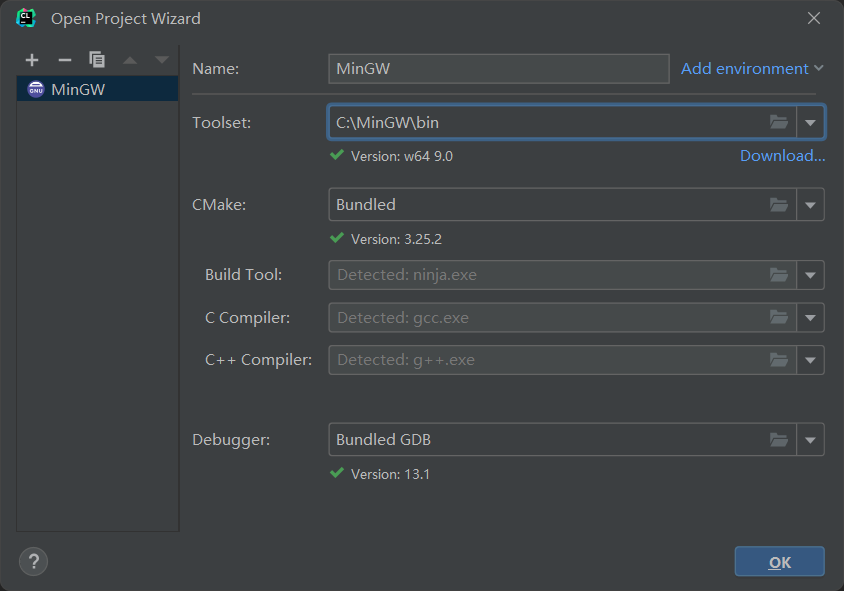 Open Project Wizard
MinGW
Name: MinGW Add environment
Toolset: C:\MinGW\bin
Version: w64 9.0 Download...
CMake: Bundled
Version: 3.25.2
Build Tool: Detected: ninja.exe
C Compiler: Detected: gcc.exe
C++ Compiler: Detected: g++.exe
Debugger: Bundled GDB
Version: 13.1
? OK